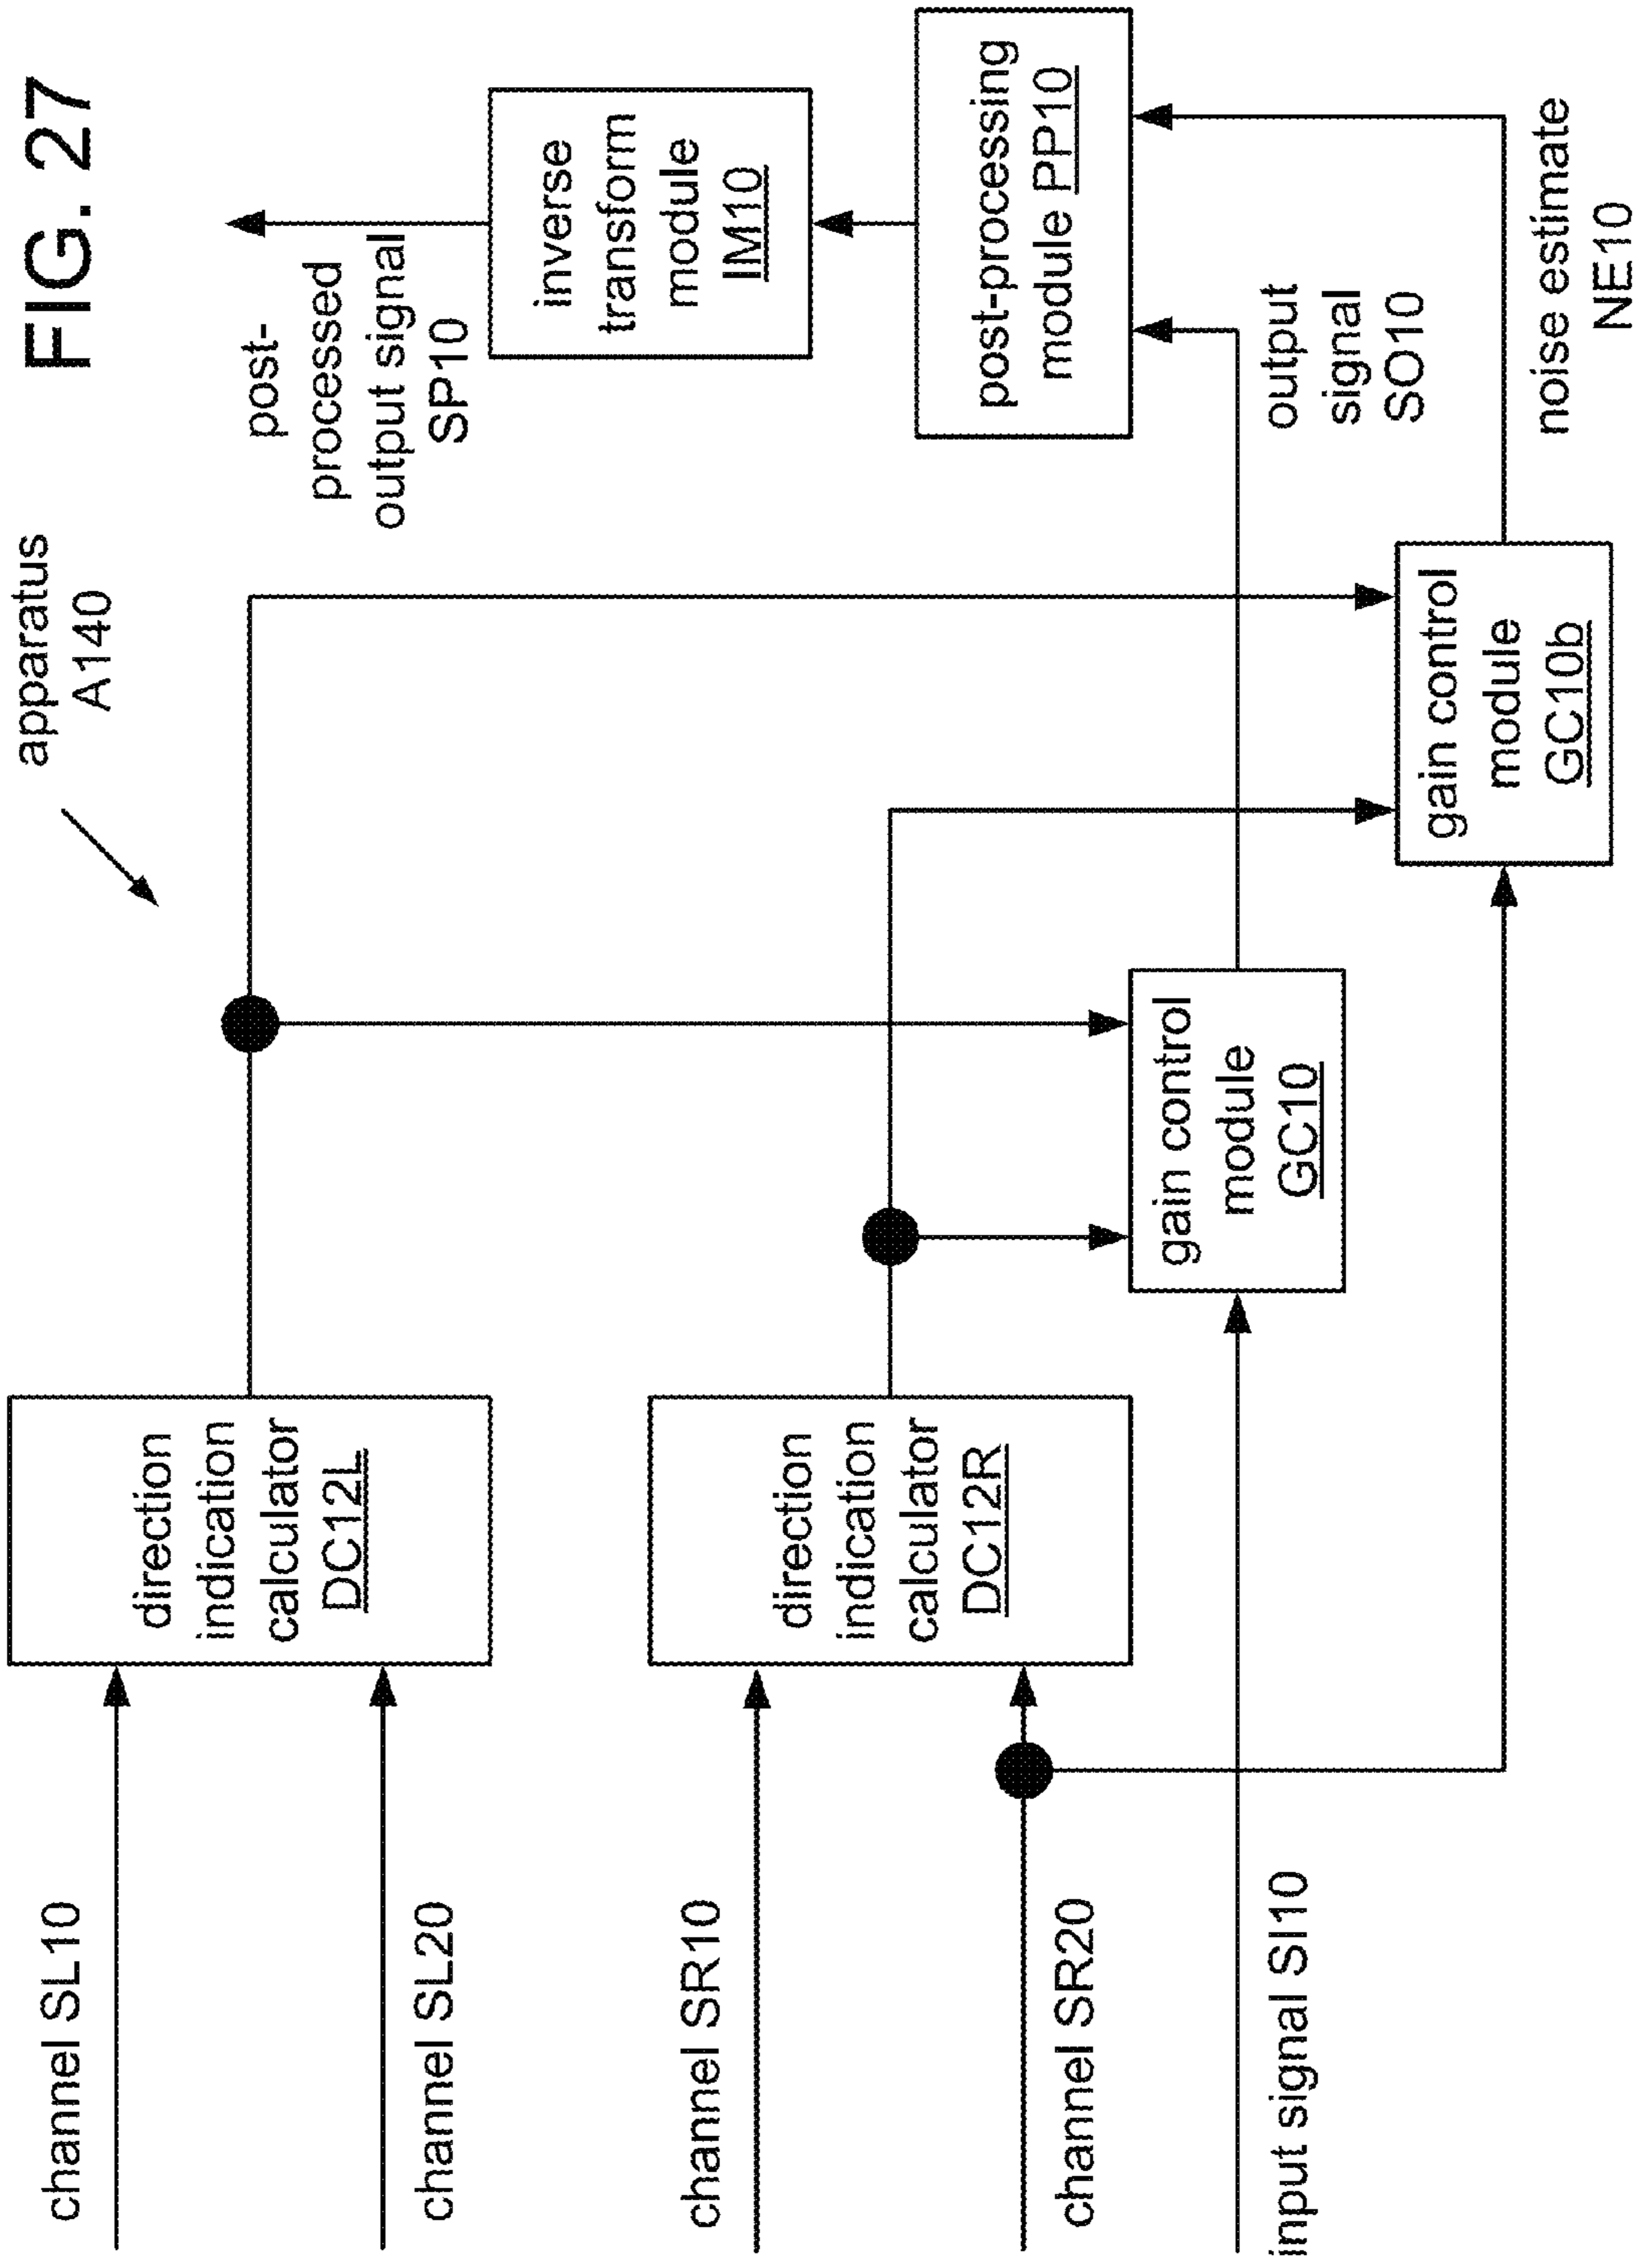 FIG. 27
apparatus
A140
channel SL10
channel SL20
direction
indication
calculator
DC12L
channel SR10
channel SR20
direction
indication
calculator
DC12R
input signal SI10
gain control
module
GC10
gain control
module
GC10b
output
signal
SO10
noise estimate
NE10
post-processing
module PP10
inverse
transform
module
IM10
post-
processed
output signal
SP10